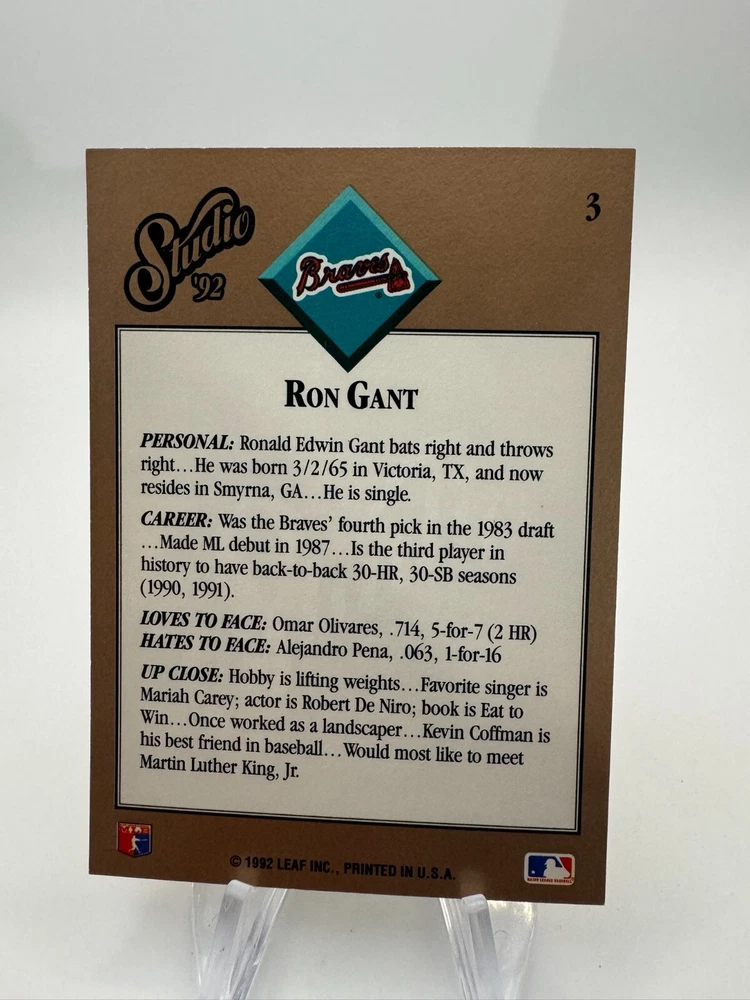 3
Studio
'92
Braves
RON GANT
PERSONAL: Ronald Edwin Gant bats right and throws
right...He was born 3/2/65 in Victoria, TX, and now
resides in Smyrna, GA...He is single.
CAREER: Was the Braves' fourth pick in the 1983 draft
...Made ML debut in 1987...Is the third player in
history to have back-to-back 30-HR, 30-SB seasons
(1990, 1991).
LOVES TO FACE: Omar Olivares, .714, 5-for-7 (2 HR)
HATES TO FACE: Alejandro Pena, .063, 1-for-16
UP CLOSE: Hobby is lifting weights...Favorite singer is
Mariah Carey; actor is Robert De Niro; book is Eat to
Win...Once worked as a landscaper...Kevin Coffman is
his best friend in baseball...Would most like to meet
Martin Luther King, Jr.
© 1992 LEAF INC., PRINTED IN U.S.A.
MAJOR LEAGUE BASEBALL